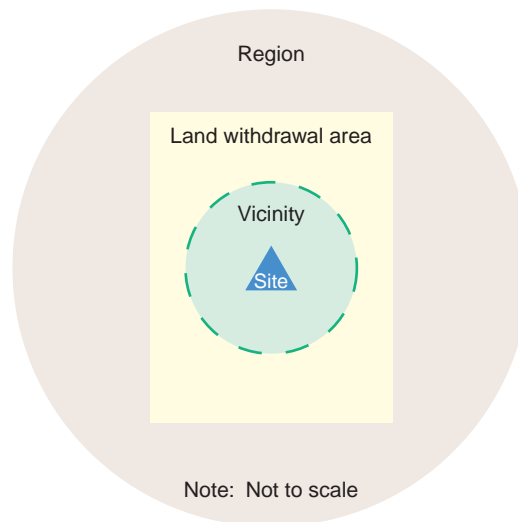 Region
Land withdrawal area
Vicinity
Site
Note:  Not to scale